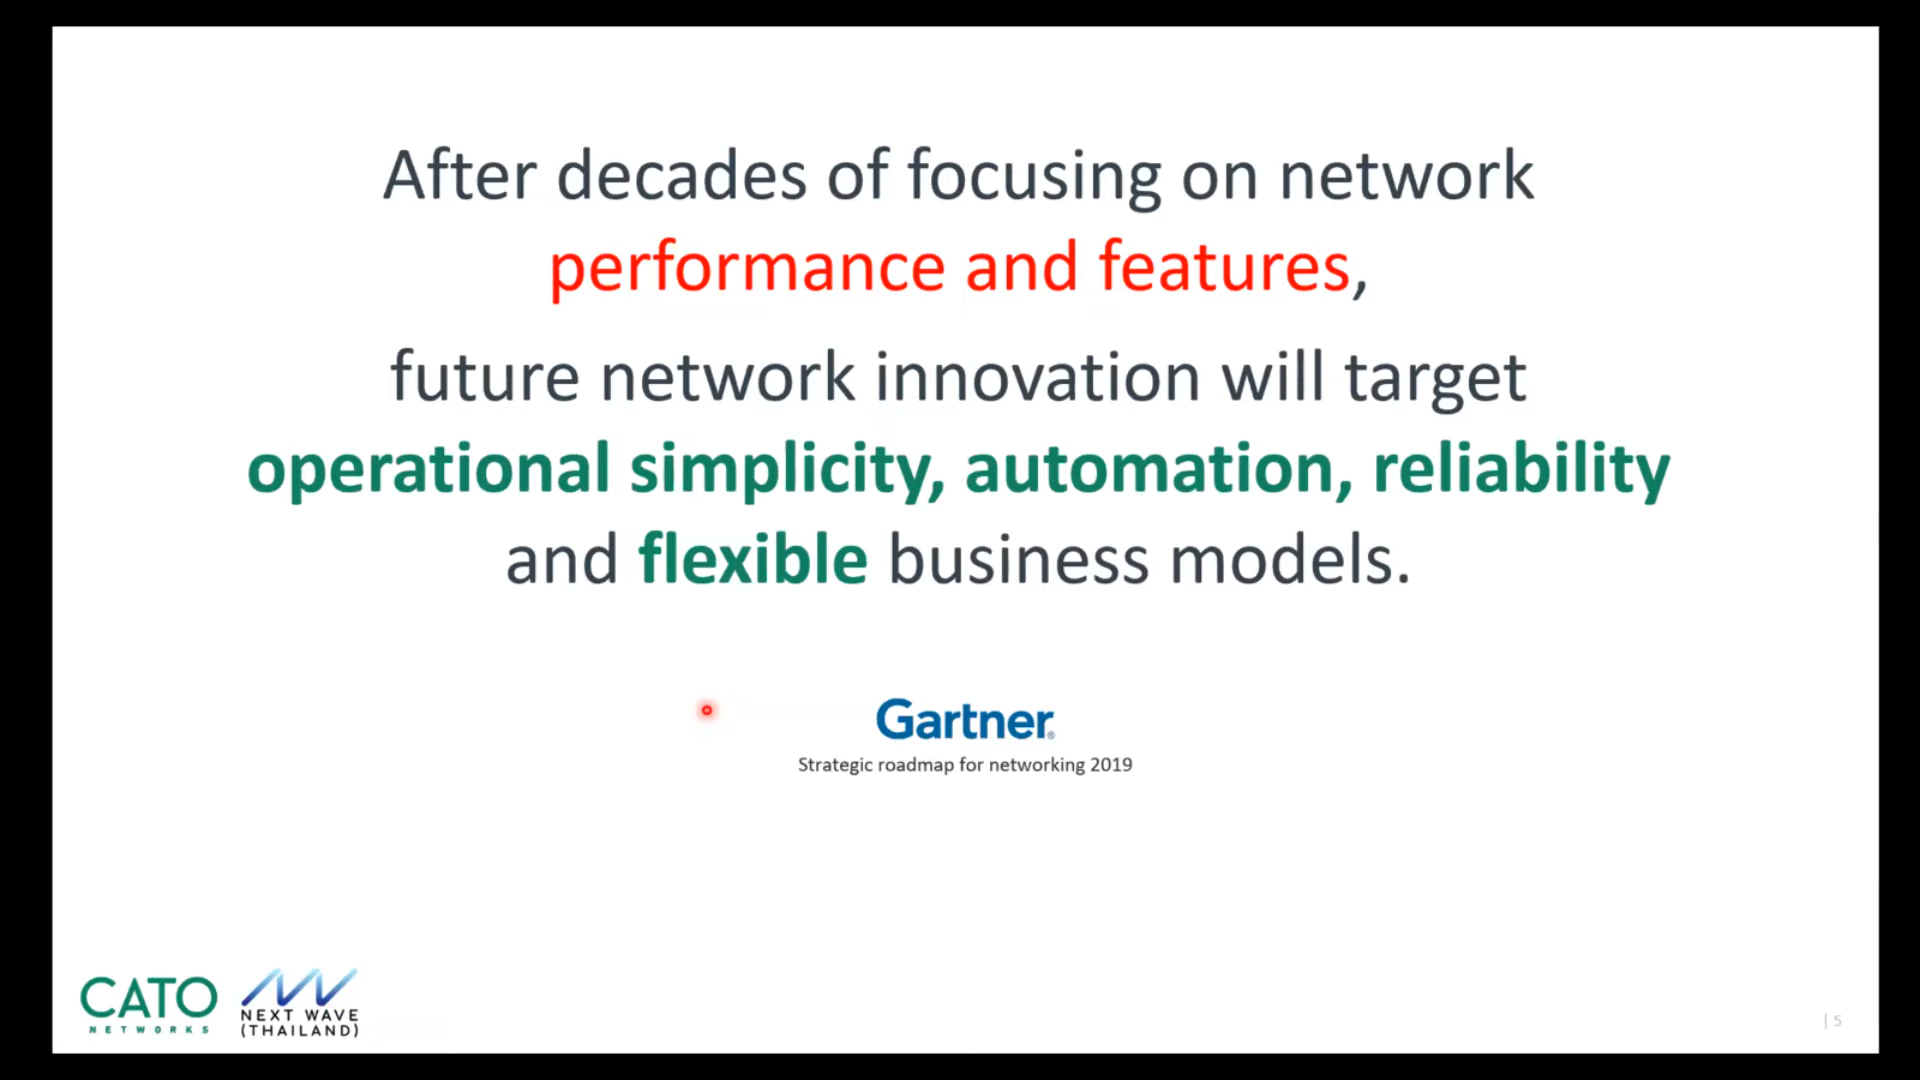 After decades of focusing on network
performance and features,
future network innovation will target
operational simplicity, automation, reliability
and flexible business models.
Gartner®
Strategic roadmap for networking 2019
CATO
NETWORKS
NEXT WAVE
(THAILAND)
| 5